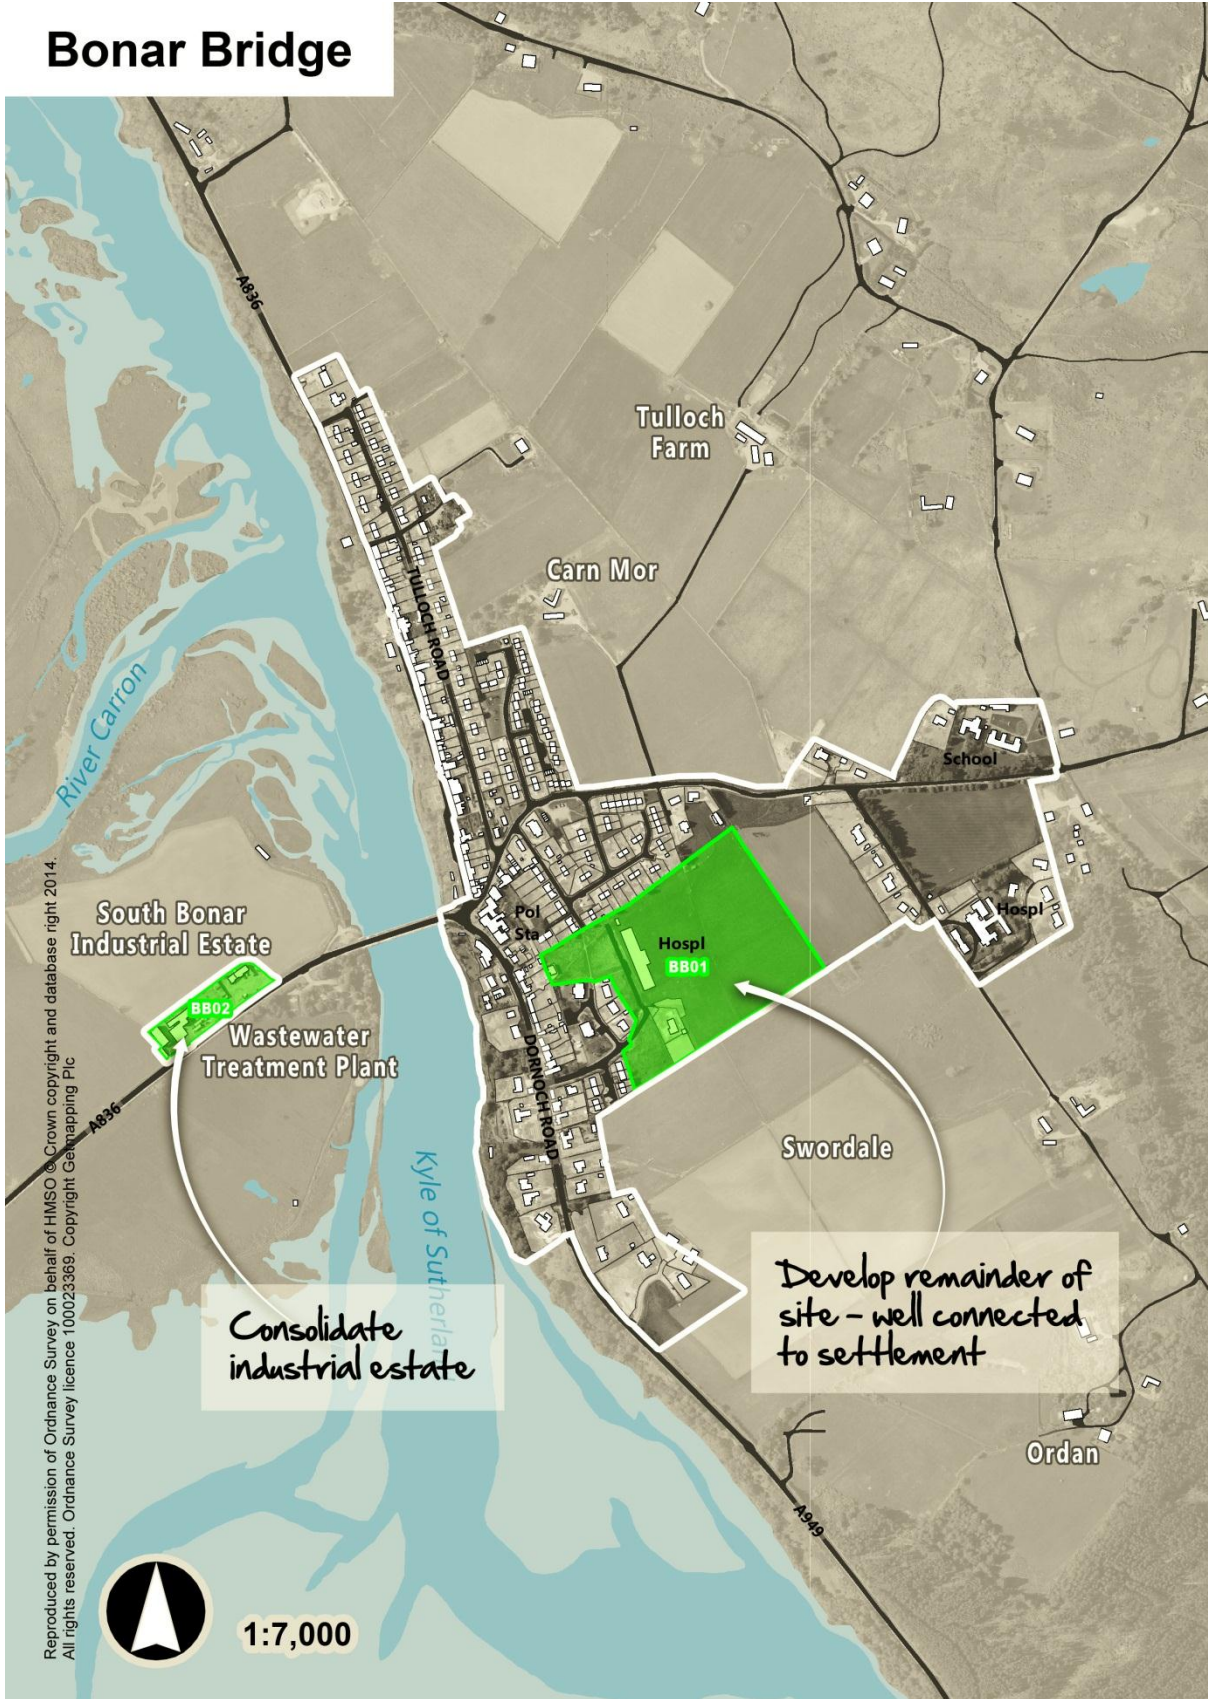 Bonar Bridge
A836
Tulloch
Farm
Carn Mor
TULLOCH ROAD
River Carron
School
South Bonar
Industrial Estate
Pol
Sta
Hospl
Hospl
BB01
BB02
Wastewater
Treatment Plant
A836
DORNOCH ROAD
Swordale
Kyle of Sutherlan
Consolidate
industrial estate
Develop remainder of
site – well connected
to settlement
Ordan
A949
1:7,000
Reproduced by permission of Ordnance Survey on behalf of HMSO © Crown copyright and database right 2014.
All rights reserved. Ordnance Survey licence 100023369. Copyright Getmapping Plc